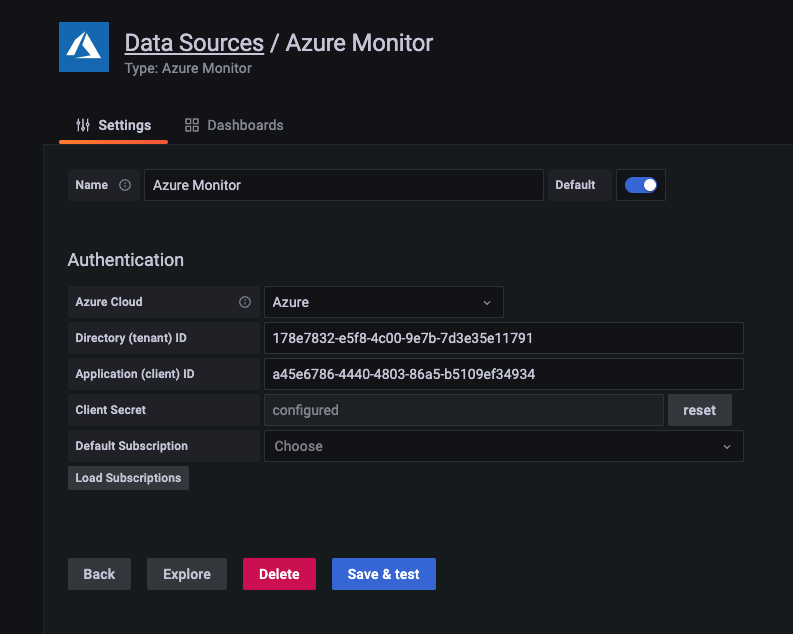 Data Sources / Azure Monitor
Type: Azure Monitor
Settings Dashboards
Name Azure Monitor Default
Authentication
Azure Cloud Azure
Directory (tenant) ID 178e7832-e5f8-4c00-9e7b-7d3e35e11791
Application (client) ID a45e6786-4440-4803-86a5-b5109ef34934
Client Secret configured reset
Default Subscription Choose
Load Subscriptions
Back Explore Delete Save & test